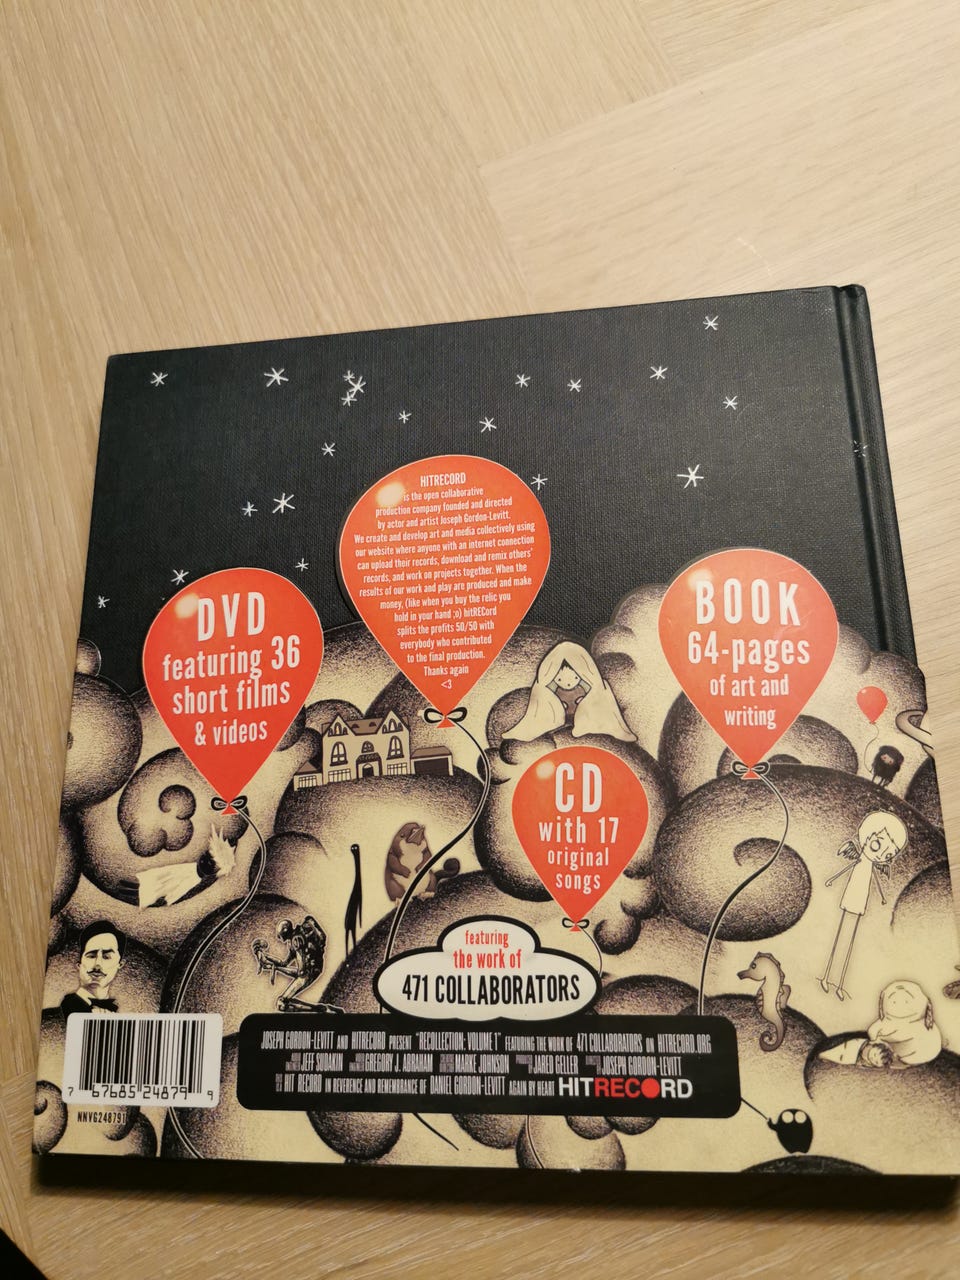 HITRECORD
is the open collaborative
production company founded and directed
by actor and artist Joseph Gordon-Levitt.
We create and develop art and media collectively using
our website where anyone with an internet connection
can upload their records, download and remix others'
records, and work on projects together. When the
results of our work and play are produced and make
money, (like when you buy the relic you
hold in your hand ;o) hitRECord
splits the profits 50/50 with
everybody who contributed
to the final production.
Thanks again
<3
DVD
featuring 36
short films
& videos
BOOK
64-pages
of art and
writing
CD
with 17
original
songs
featuring
the work of
471 COLLABORATORS
JOSEPH GORDON-LEVITT AND HITRECORD PRESENT "RECOLLECTION: VOLUME 1" FEATURING THE WORK OF 471 COLLABORATORS ON HITRECORD.ORG
GREGORY J. ABRAHAM MARKE JOHNSON JARED GELLER JOSEPH GORDON-LEVITT
HIT RECORD IN REVERENCE AND REMEMBRANCE OF DANIEL GORDON-LEVITT AGAIN BY HEART HITRECORD
7 67685 24879 9
NNVG248791